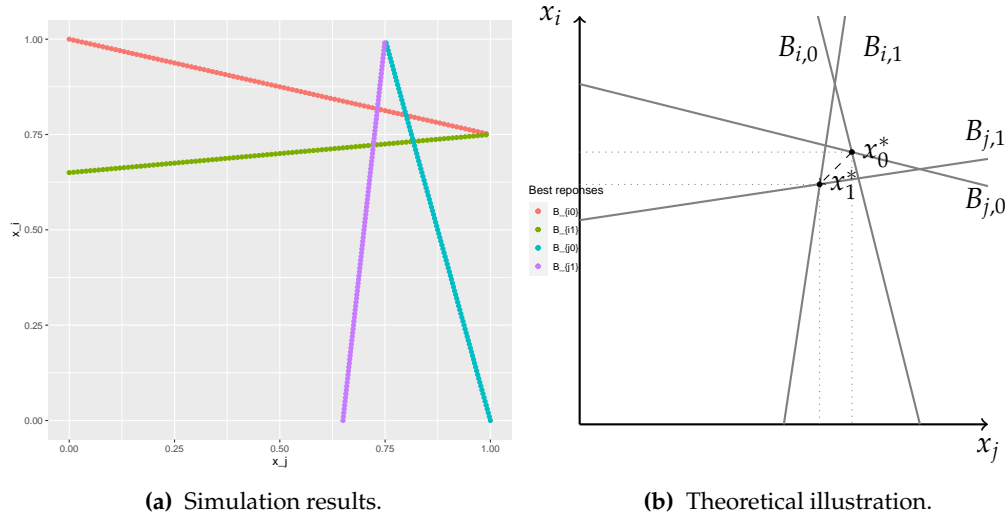 1.00
0.75
0.50
0.25
0.00
x_j
0.00 0.25 0.50 0.75 1.00
x_j
Best reponses
B_{i0}
B_{i1}
B_{j0}
B_{j1}
x_i
B_{i,0} B_{i,1}
B_{j,1}
x_0^*
x_1^*
B_{j,0}
x_j
(a) Simulation results.
(b) Theoretical illustration.